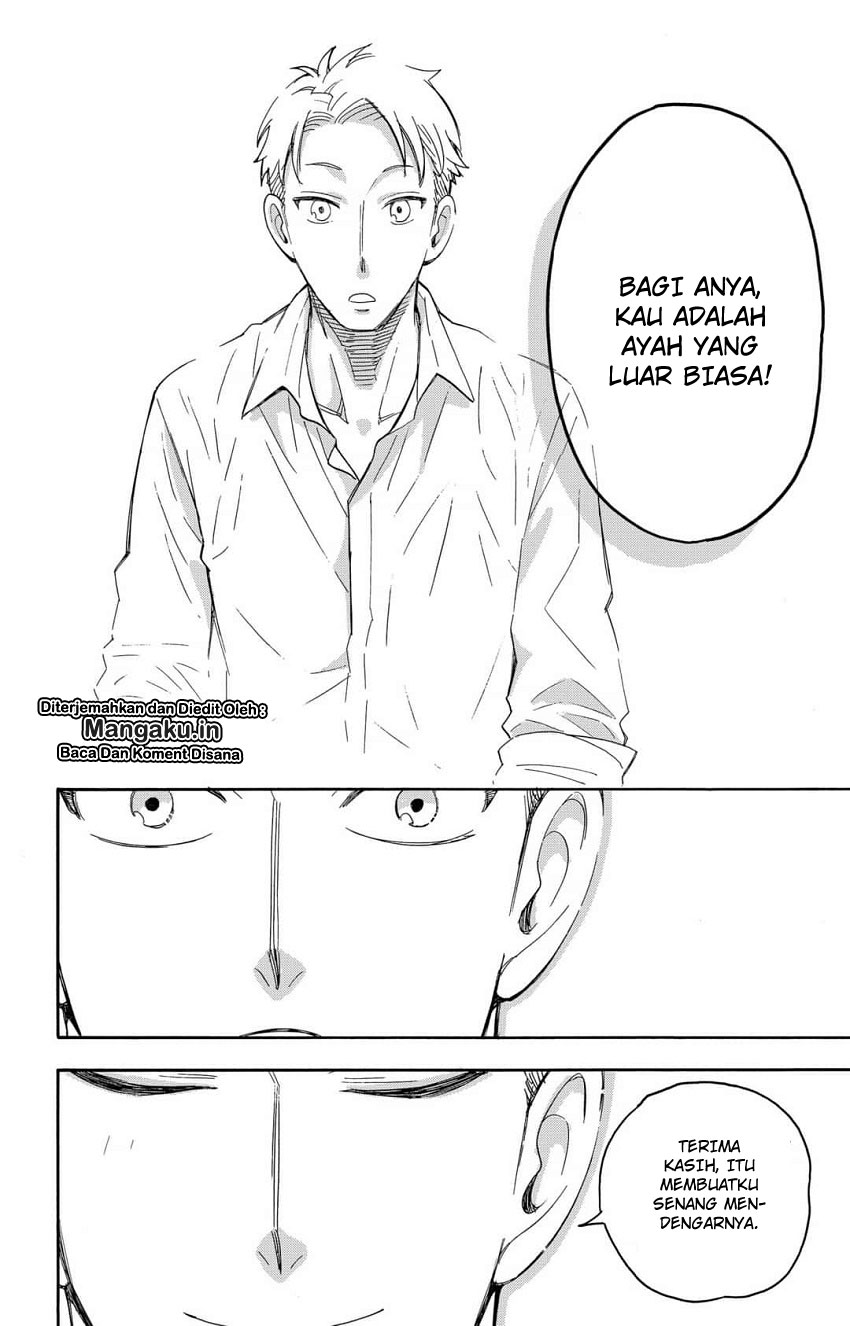 BAGI ANYA,
KAU ADALAH
AYAH YANG
LUAR BIASA!
Diterjemahkan dan Diedit Oleh :
Mangaku.in
Baca Dan Koment Disana
TERIMA
KASIH, ITU
MEMBUATKU
SENANG MEN-
DENGARNYA.